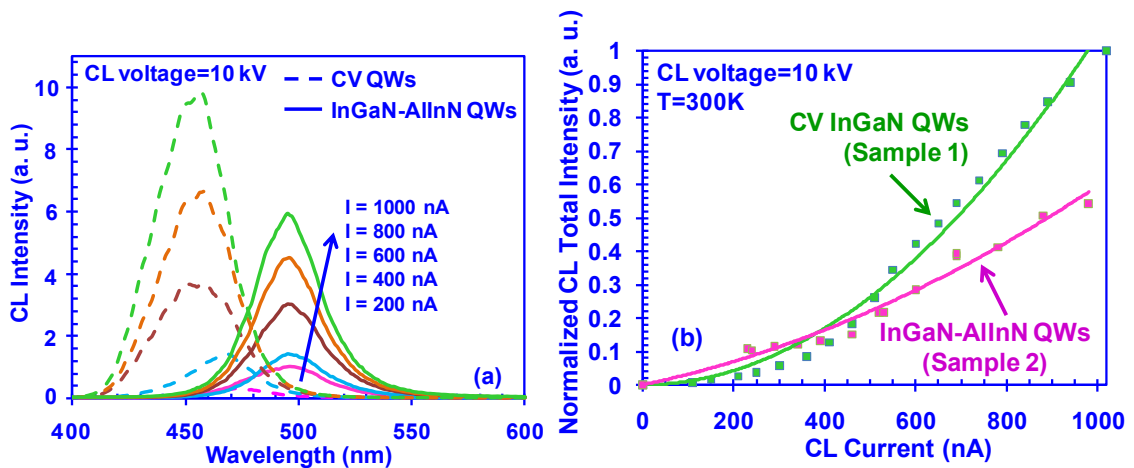 CL voltage=10 kV
CV QWs
InGaN-AlInN QWs
I = 1000 nA
I = 800 nA
I = 600 nA
I = 400 nA
I = 200 nA
(a)
CL Intensity (a. u.)
10
8
6
4
2
0
400
450
500
550
600
Wavelength (nm)
CL voltage=10 kV
T=300K
CV InGaN QWs
(Sample 1)
InGaN-AlInN QWs
(Sample 2)
(b)
Normalized CL Total Intensity (a. u.)
1
0.9
0.8
0.7
0.6
0.5
0.4
0.3
0.2
0.1
0
0
200
400
600
800
1000
CL Current (nA)